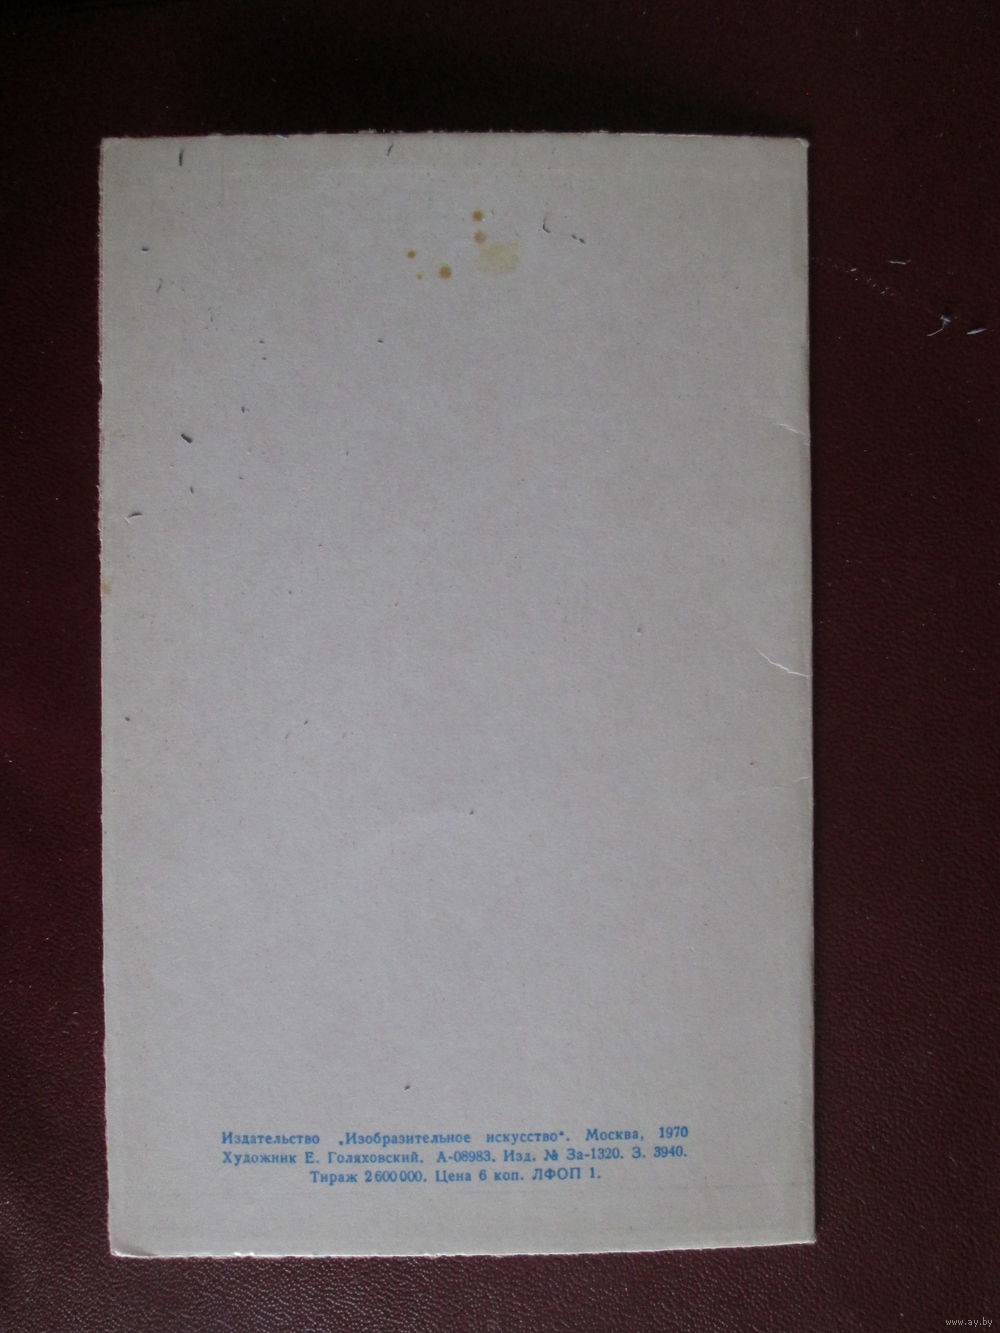 Издательство „Изобразительное искусство“. Москва, 1970
Художник Е. Голяховский. А-08983. Изд. № 3а-1320. З. 3940.
Тираж 2 600 000. Цена 6 коп. ЛФОП 1.
www.ay.by